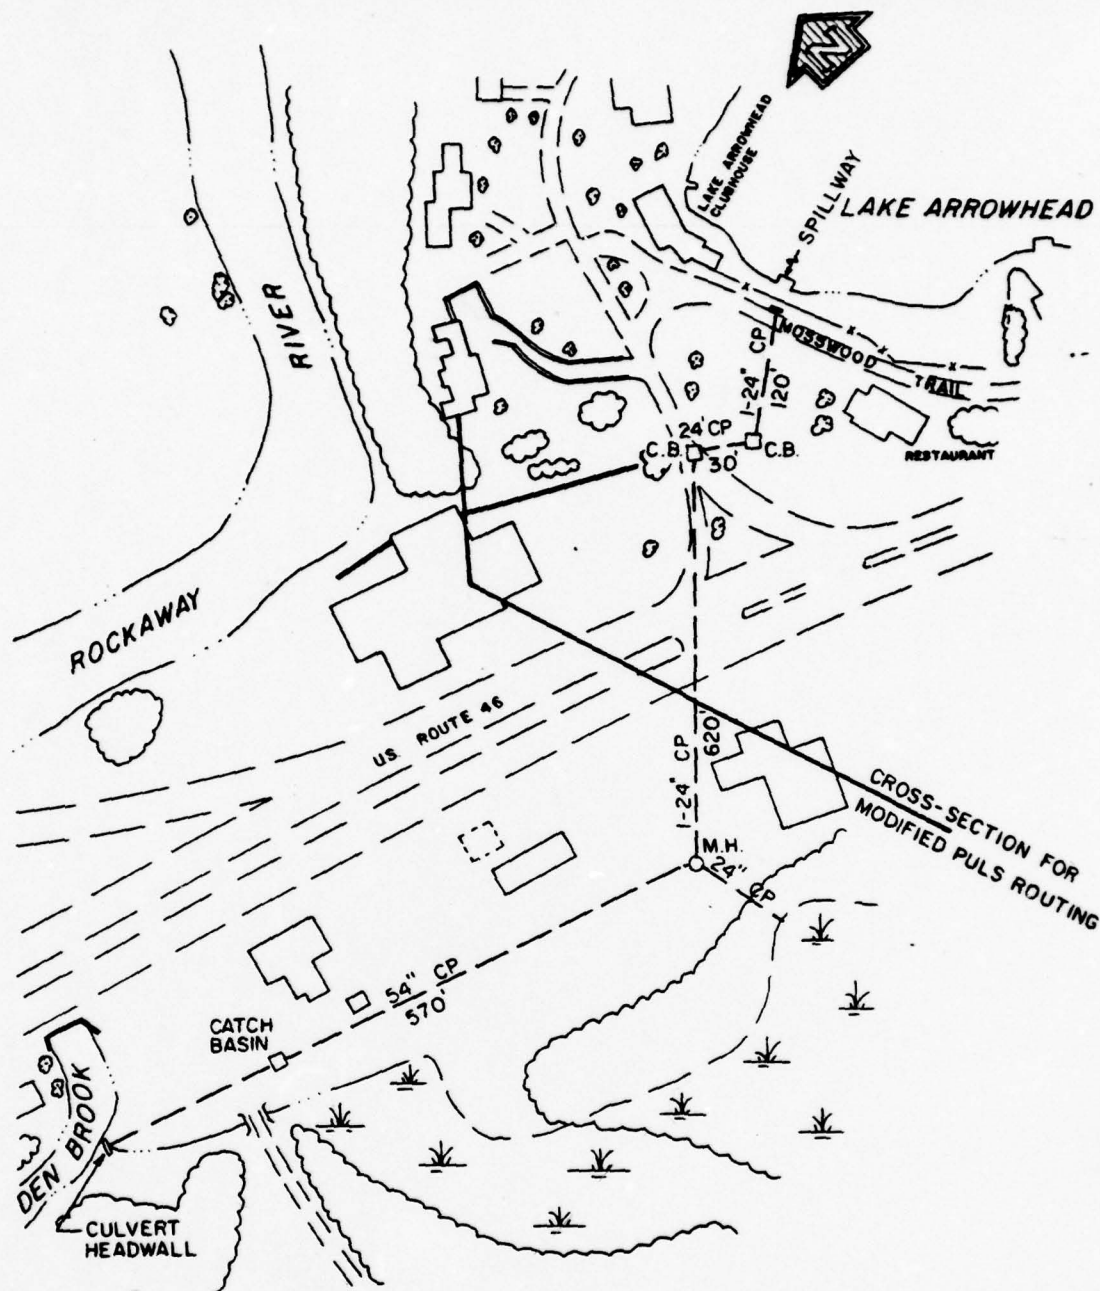 N
LAKE ARROWHEAD
CLUBHOUSE
SPILLWAY
LAKE ARROWHEAD
RIVER
MOSSWOOD TRAIL
1-24" CP
120'
24' CP
C.B.
30'
C.B.
RESTAURANT
ROCKAWAY
U.S. ROUTE 46
1-24" CP
620'
CROSS-SECTION FOR
MODIFIED PULS ROUTING
M.H.
24" CP
54" CP
570'
CATCH
BASIN
DEN BROOK
CULVERT
HEADWALL